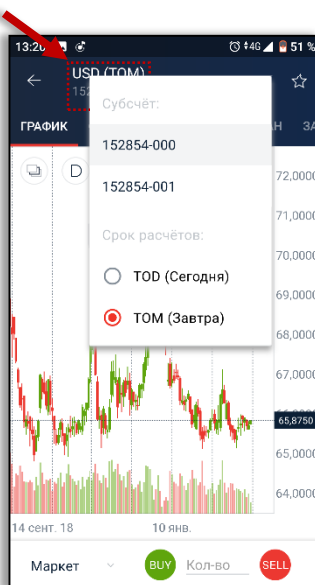 13:20 4G 51 %
USD (TOM)
152
Субсчёт:
ГРАФИК Н ЗА
152854-000
D
152854-001
72,0000
71,0000
Срок расчётов:
70,0000
TOD (Сегодня)
69,0000
TOM (Завтра)
68,0000
67,0000
65,8750
65,0000
64,0000
14 сент. 18 10 янв.
Маркет BUY Кол-во SELL